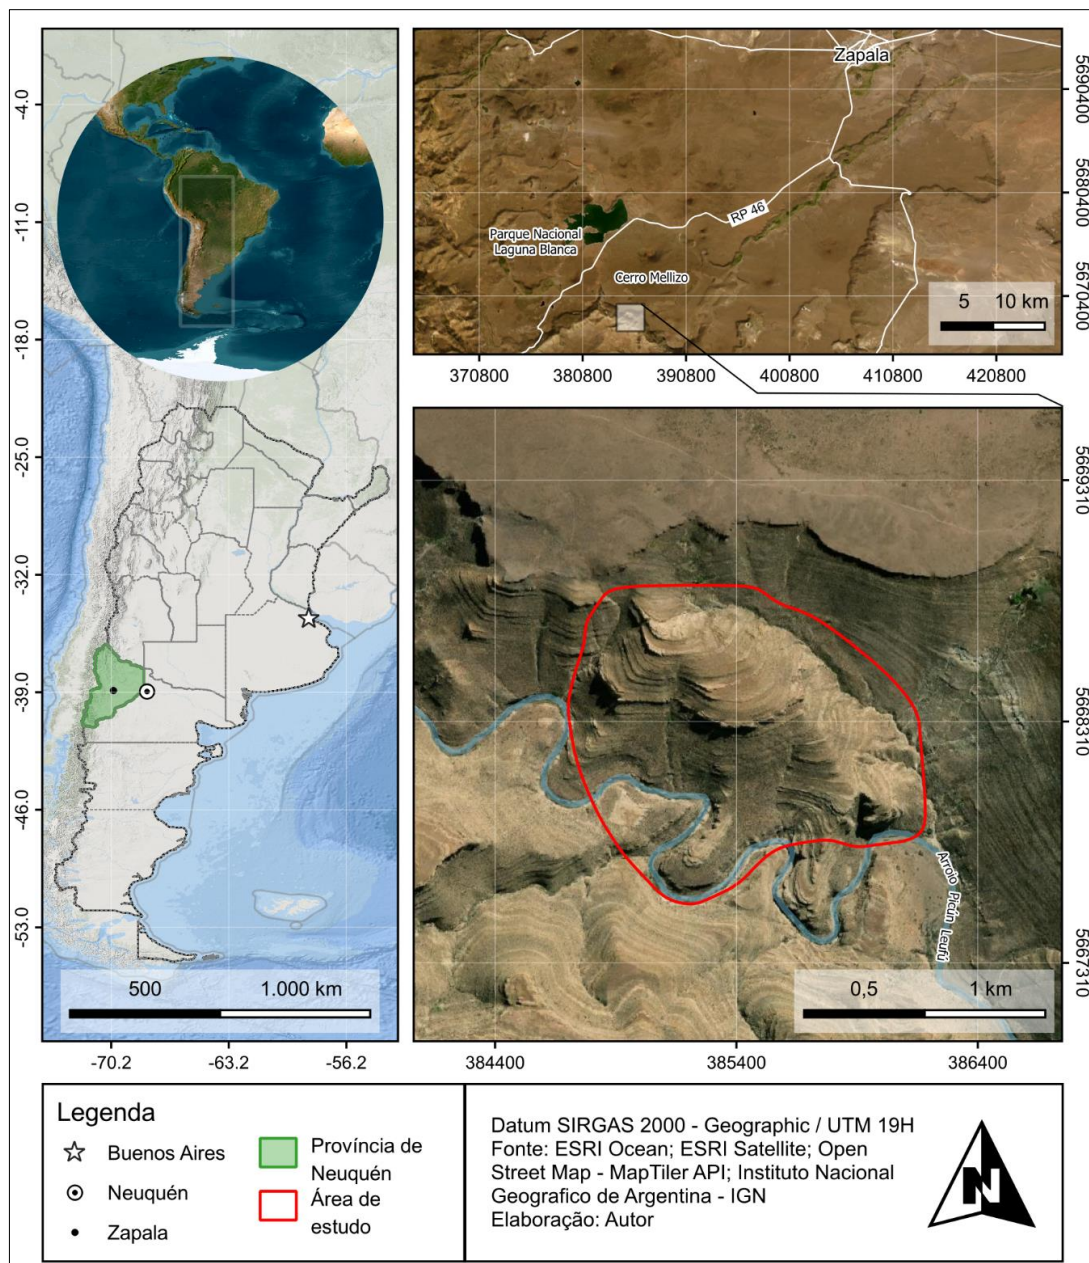 -4.0
-11.0
-18.0
-25.0
-32.0
-39.0
-46.0
-53.0
500 1.000 km
-70.2 -63.2 -56.2
Zapala
RP 46
Parque Nacional
Laguna Blanca
Cerro Mellizo
5 10 km
5690400
5680400
5670400
370800 380800 390800 400800 410800 420800
5669310
5668310
5667310
Arroio Picún Leufú
0,5 1 km
384400 385400 386400
Legenda
Buenos Aires
Neuquén
Zapala
Província de
Neuquén
Área de
estudo
Datum SIRGAS 2000 - Geographic / UTM 19H
Fonte: ESRI Ocean; ESRI Satellite; Open
Street Map - MapTiler API; Instituto Nacional
Geografico de Argentina - IGN
Elaboração: Autor
N